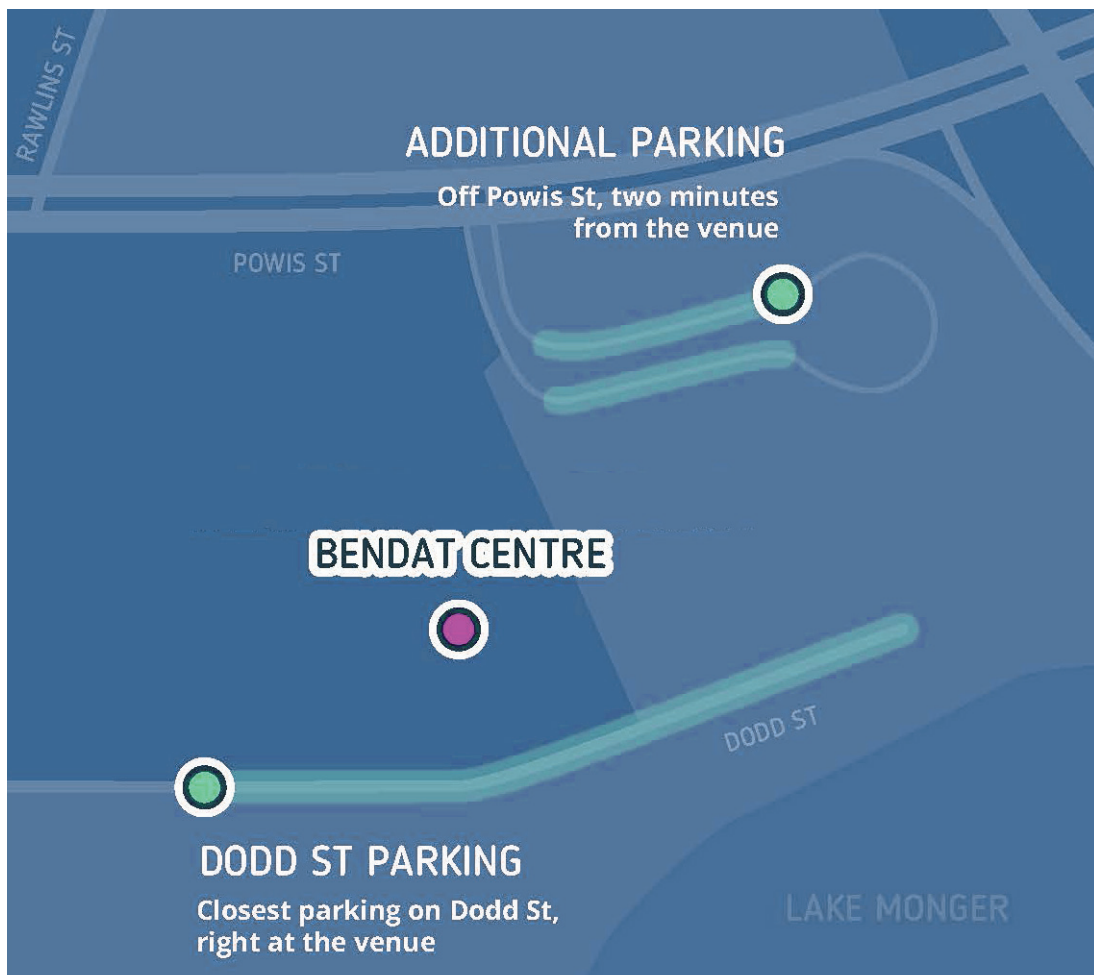 RAWLINS ST
ADDITIONAL PARKING
Off Powis St, two minutes
from the venue
POWIS ST
BENDAT CENTRE
DODD ST
DODD ST PARKING
Closest parking on Dodd St,
right at the venue
LAKE MONGER